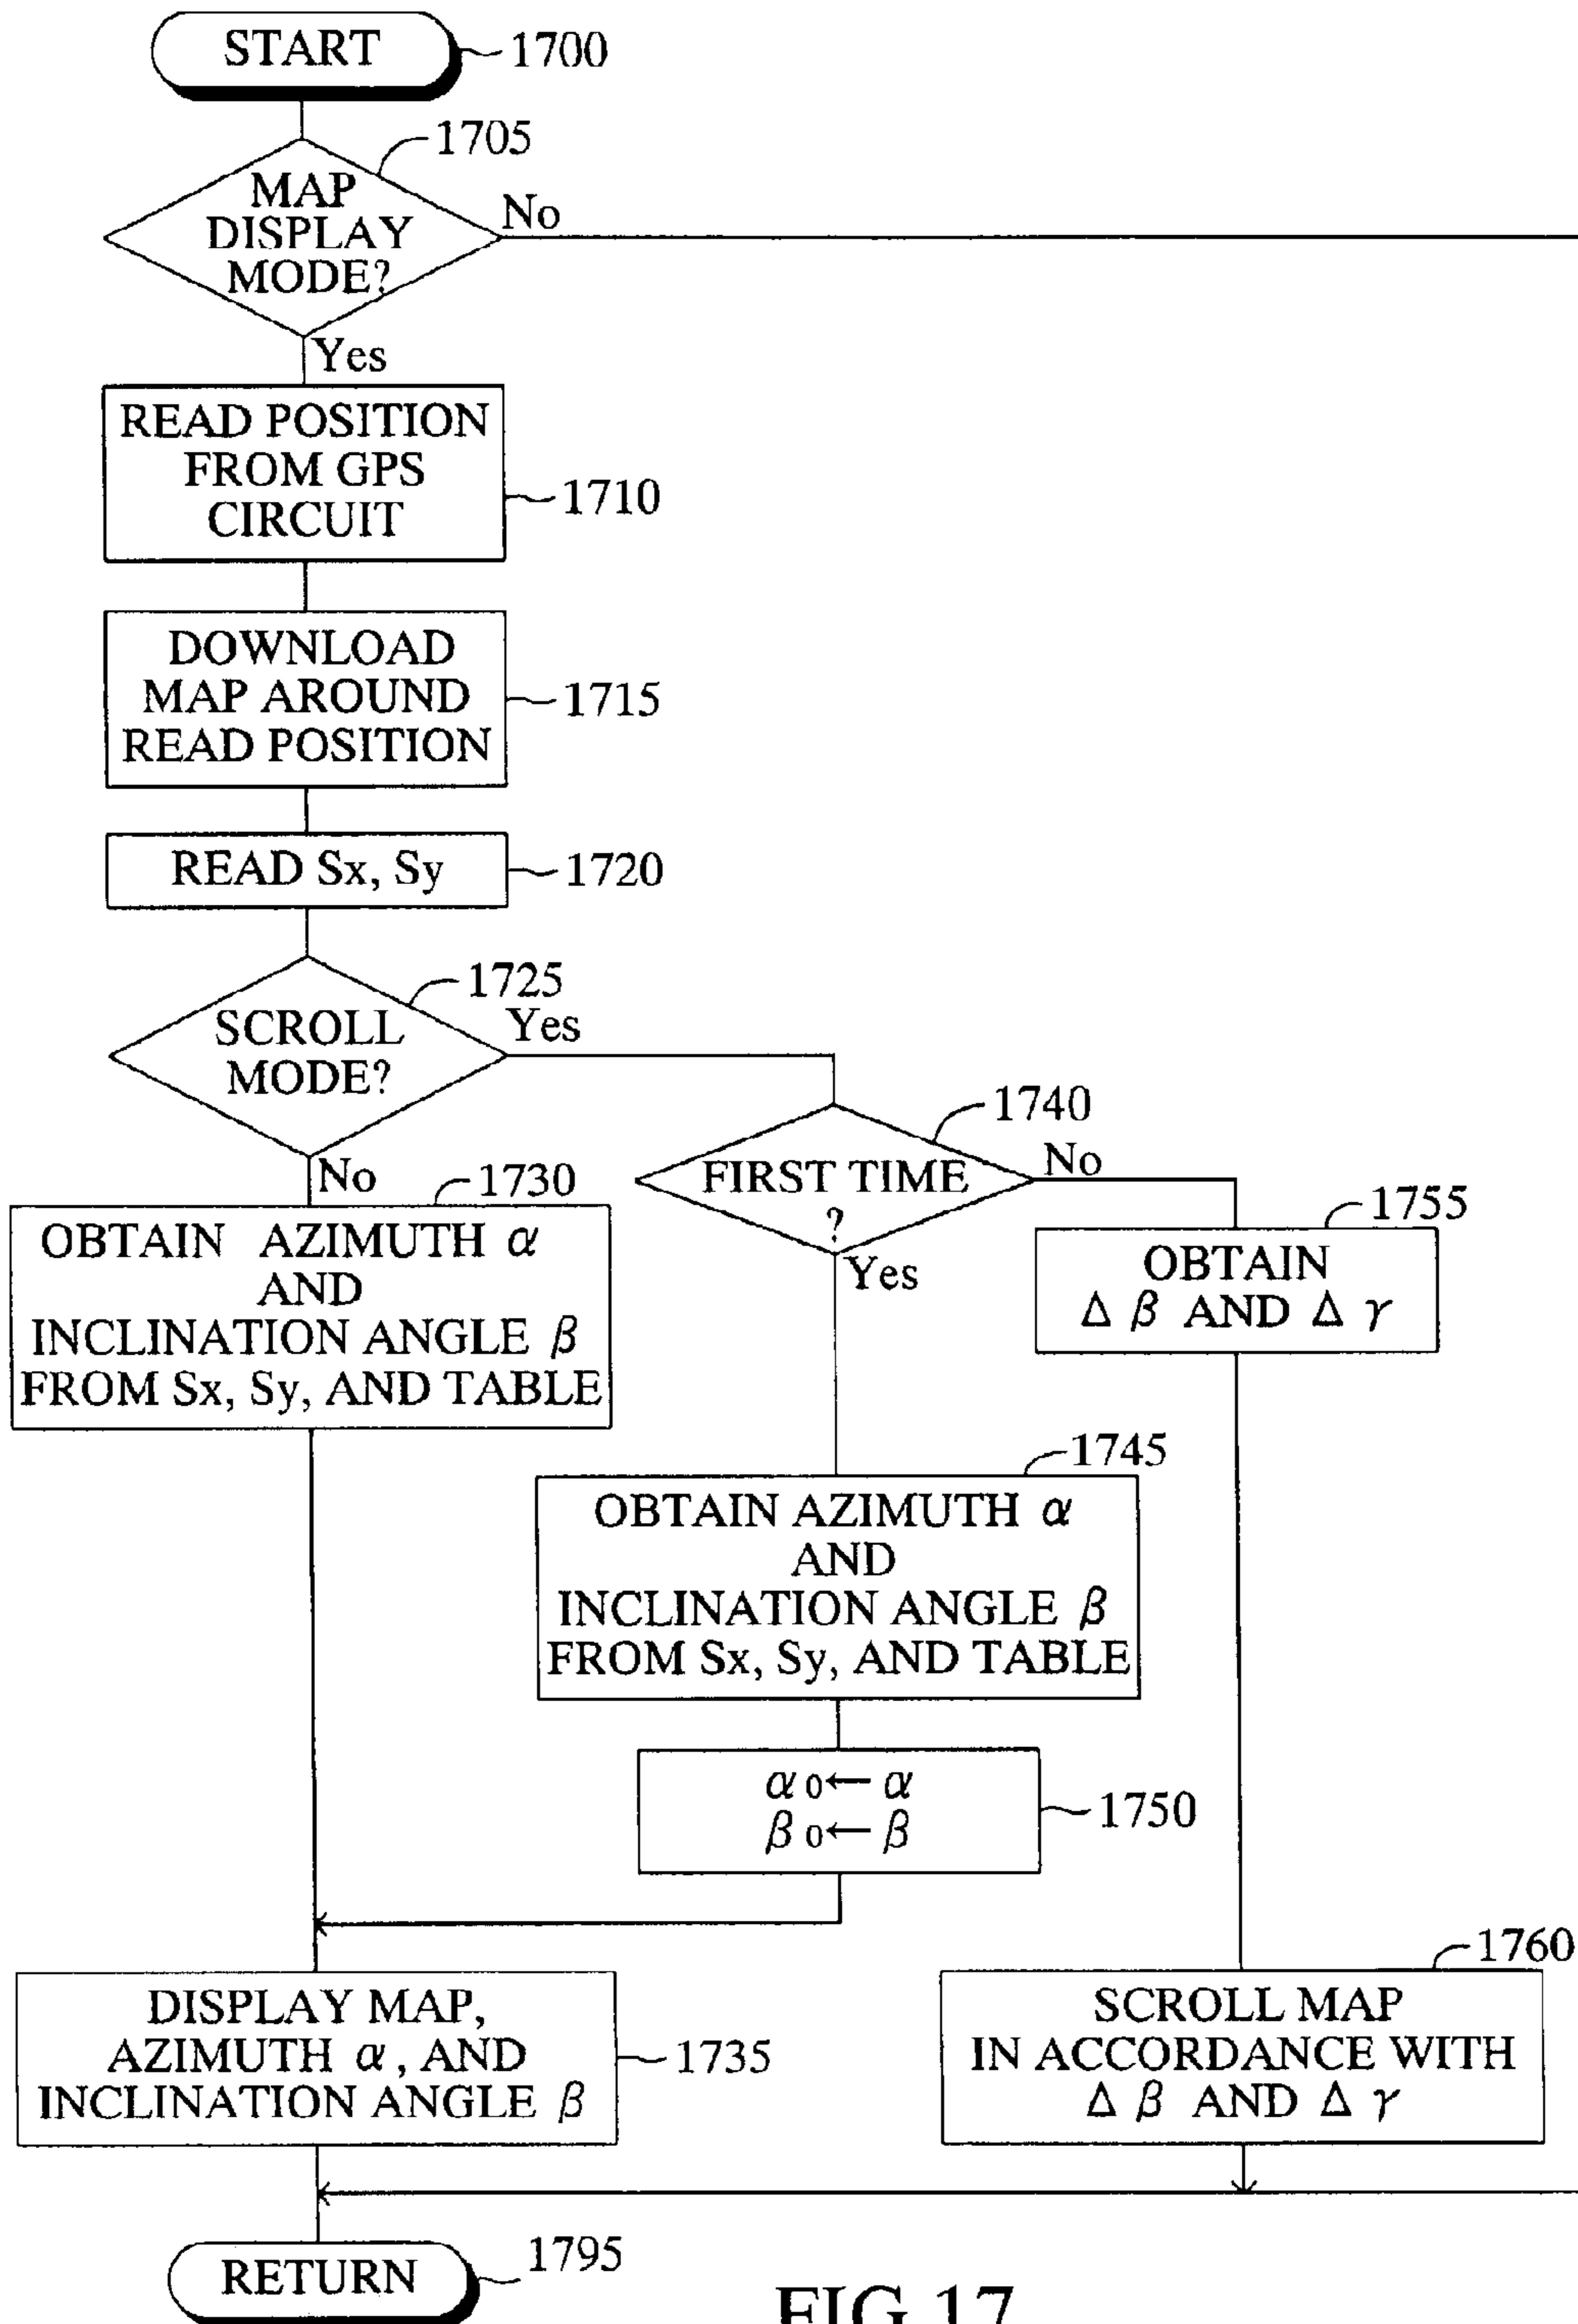 START
1700
1705
MAP
DISPLAY
MODE?
No
Yes
READ POSITION
FROM GPS
CIRCUIT
1710
DOWNLOAD
MAP AROUND
READ POSITION
1715
READ Sx, Sy
1720
1725
SCROLL
MODE?
Yes
No
1740
FIRST TIME
?
No
Yes
1730
OBTAIN AZIMUTH α
AND
INCLINATION ANGLE β
FROM Sx, Sy, AND TABLE
1755
OBTAIN
Δ β AND Δ γ
1745
OBTAIN AZIMUTH α
AND
INCLINATION ANGLE β
FROM Sx, Sy, AND TABLE
α0← α
β0← β
1750
DISPLAY MAP,
AZIMUTH α, AND
INCLINATION ANGLE β
1735
1760
SCROLL MAP
IN ACCORDANCE WITH
Δ β AND Δ γ
RETURN
1795
FIG.17